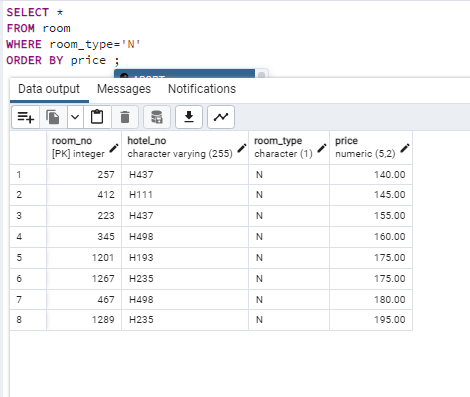 SELECT *
FROM room
WHERE room_type='N'
ORDER BY price ;
Data output Messages Notifications
room_no hotel_no room_type price
[PK] integer character varying (255) character (1) numeric (5,2)
1 257 H437 N 140.00
2 412 H111 N 145.00
3 223 H437 N 155.00
4 345 H498 N 160.00
5 1201 H193 N 175.00
6 1267 H235 N 175.00
7 467 H498 N 180.00
8 1289 H235 N 195.00